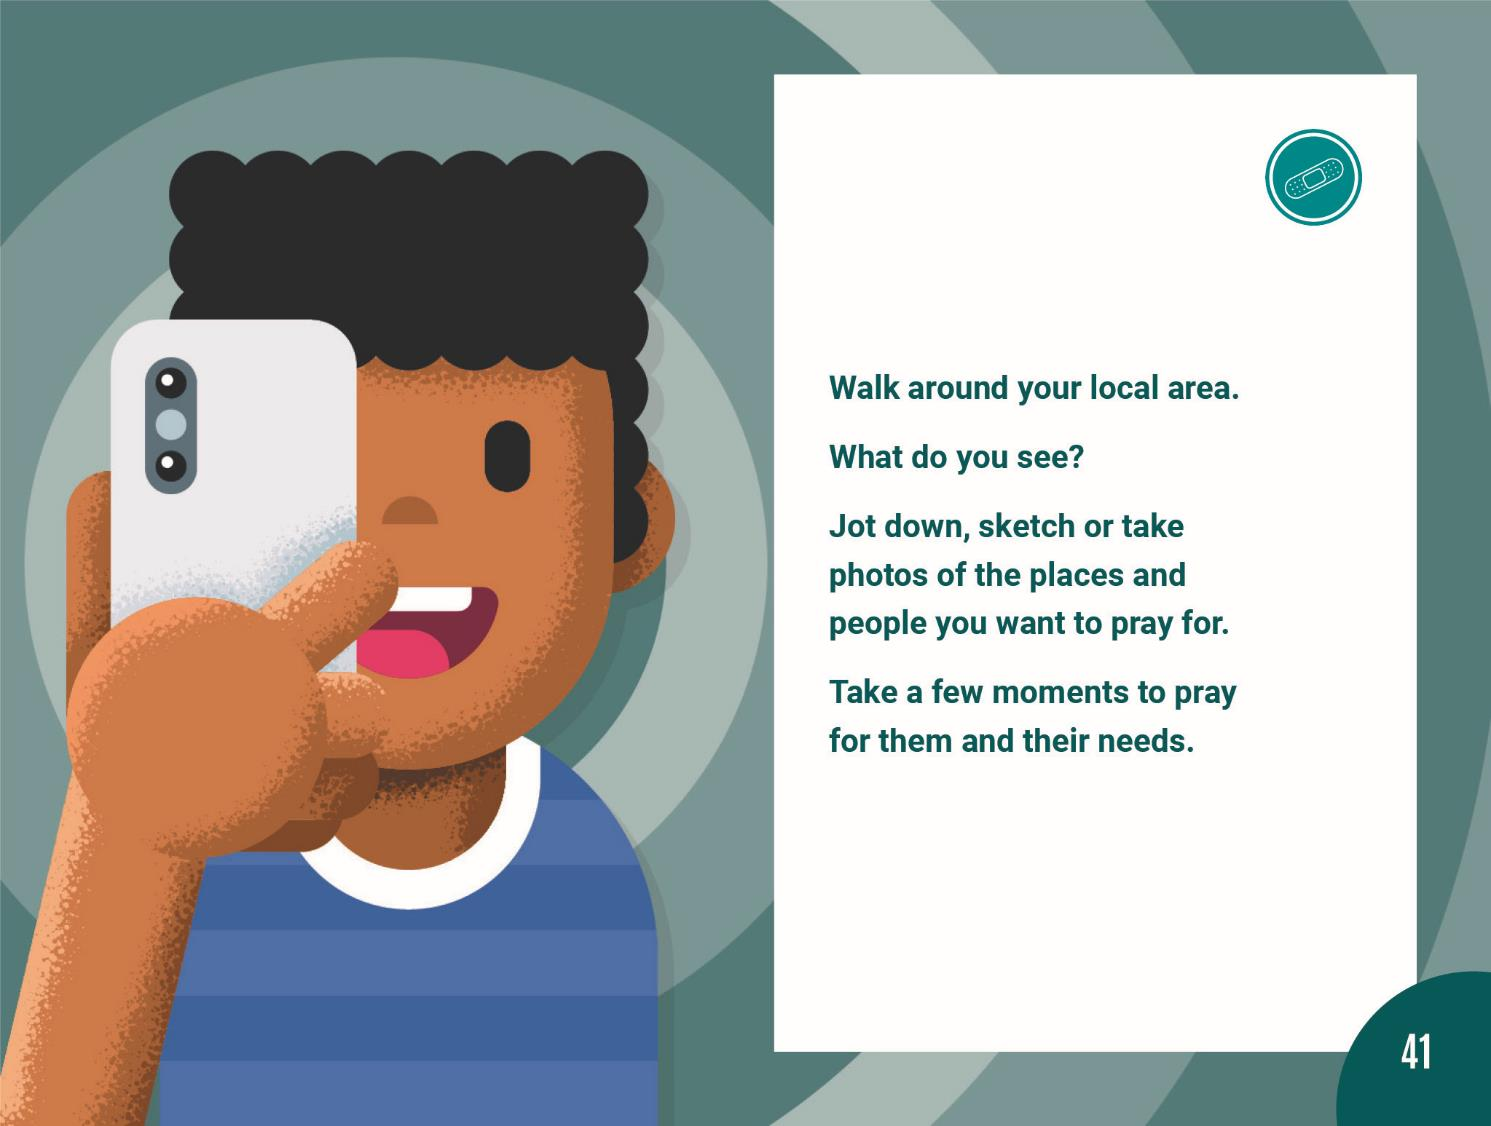 Walk around your local area.
What do you see?
Jot down, sketch or take
photos of the places and
people you want to pray for.
Take a few moments to pray
for them and their needs.
41